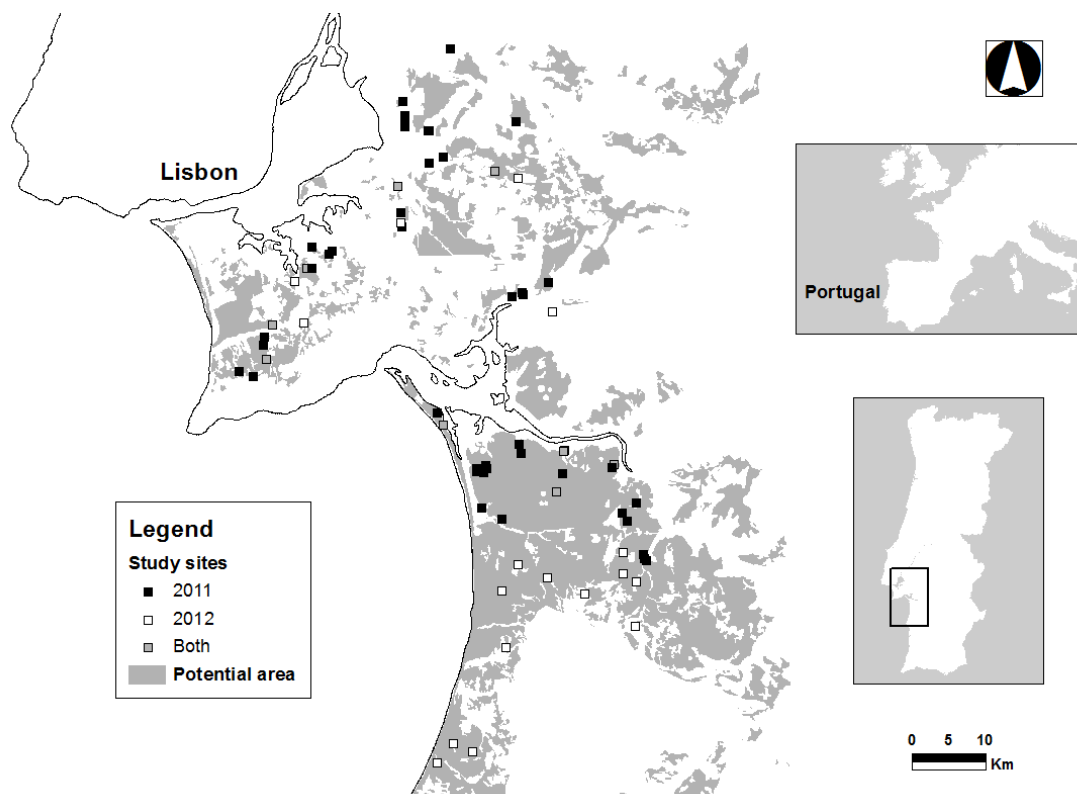 Lisbon
Portugal
Legend
Study sites
2011
2012
Both
Potential area
0 5 10
Km